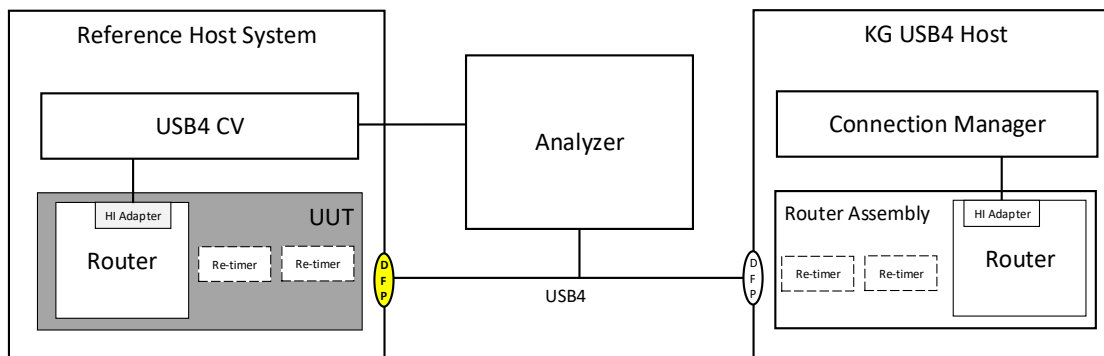 Reference Host System
USB4 CV
HI Adapter
UUT
Router
Re-timer
Re-timer
D
F
P
Analyzer
USB4
KG USB4 Host
Connection Manager
Router Assembly
HI Adapter
Router
Re-timer
Re-timer
D
F
P